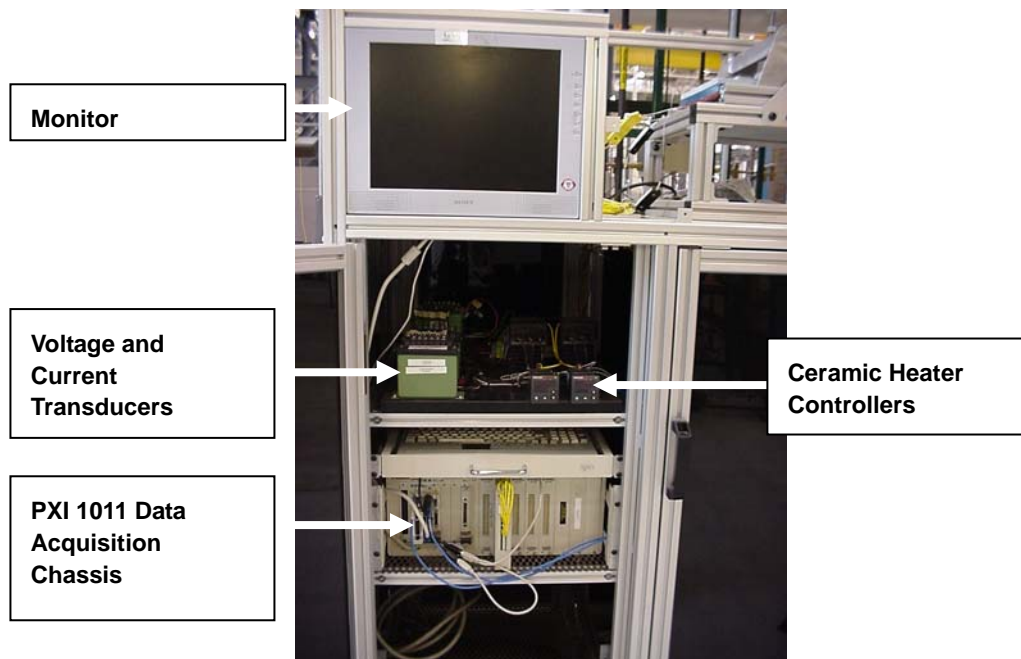 Monitor
Voltage and
Current
Transducers
Ceramic Heater
Controllers
PXI 1011 Data
Acquisition
Chassis